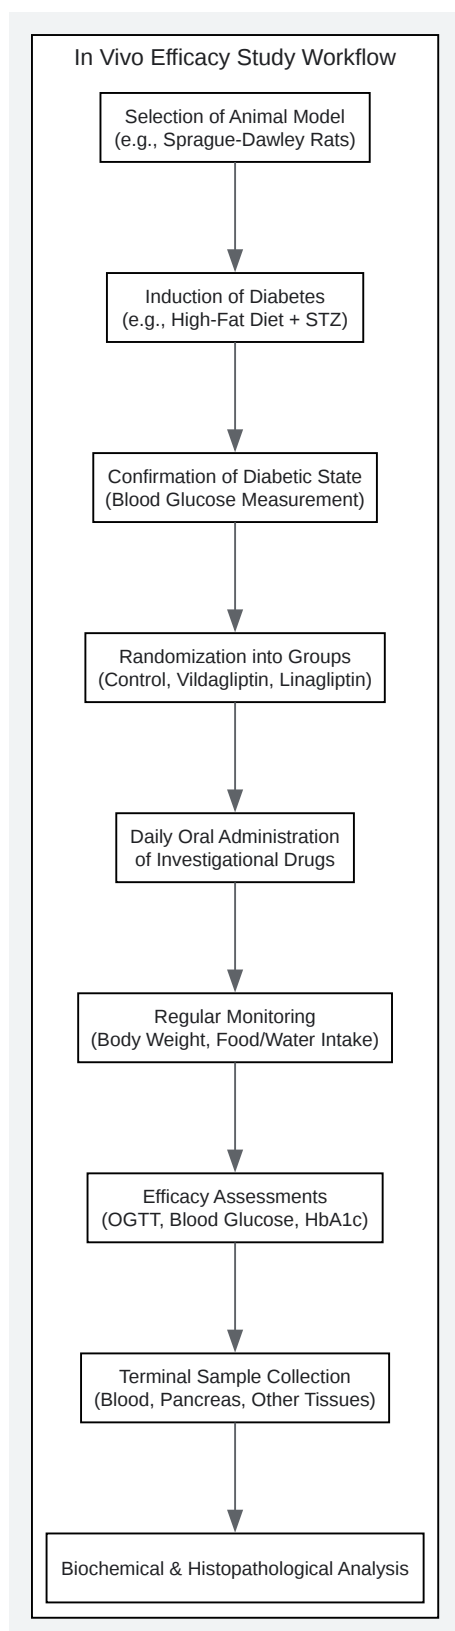 In Vivo Efficacy Study Workflow
Selection of Animal Model
(e.g., Sprague-Dawley Rats)
Induction of Diabetes
(e.g., High-Fat Diet + STZ)
Confirmation of Diabetic State
(Blood Glucose Measurement)
Randomization into Groups
(Control, Vildagliptin, Linagliptin)
Daily Oral Administration
of Investigational Drugs
Regular Monitoring
(Body Weight, Food/Water Intake)
Efficacy Assessments
(OGTT, Blood Glucose, HbA1c)
Terminal Sample Collection
(Blood, Pancreas, Other Tissues)
Biochemical & Histopathological Analysis